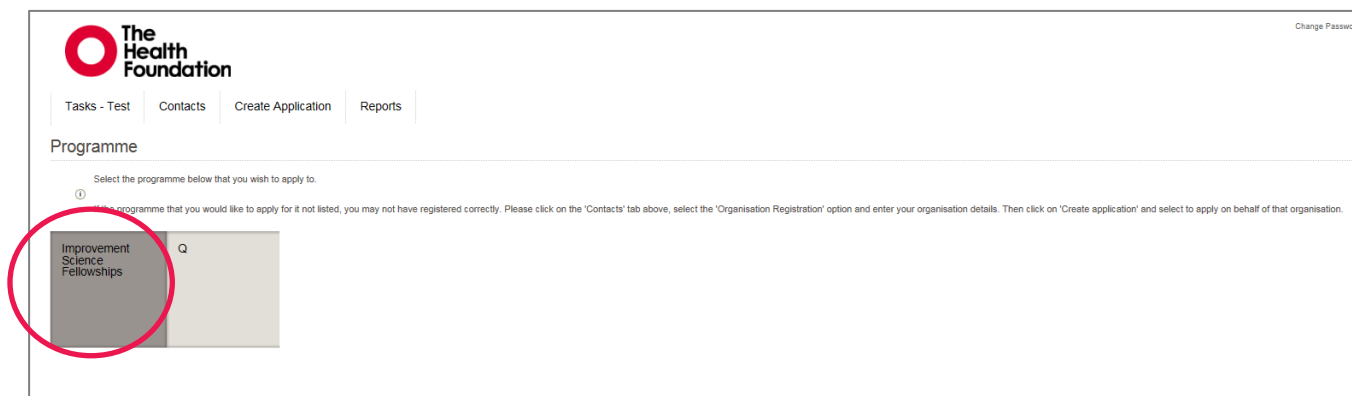 The
Health
Foundation
Change Passwo
Tasks - Test Contacts Create Application Reports
Programme
Select the programme below that you wish to apply to.
If the programme that you would like to apply for it not listed, you may not have registered correctly. Please click on the 'Contacts' tab above, select the 'Organisation Registration' option and enter your organisation details. Then click on 'Create application' and select to apply on behalf of that organisation.
Improvement
Science
Fellowships
Q